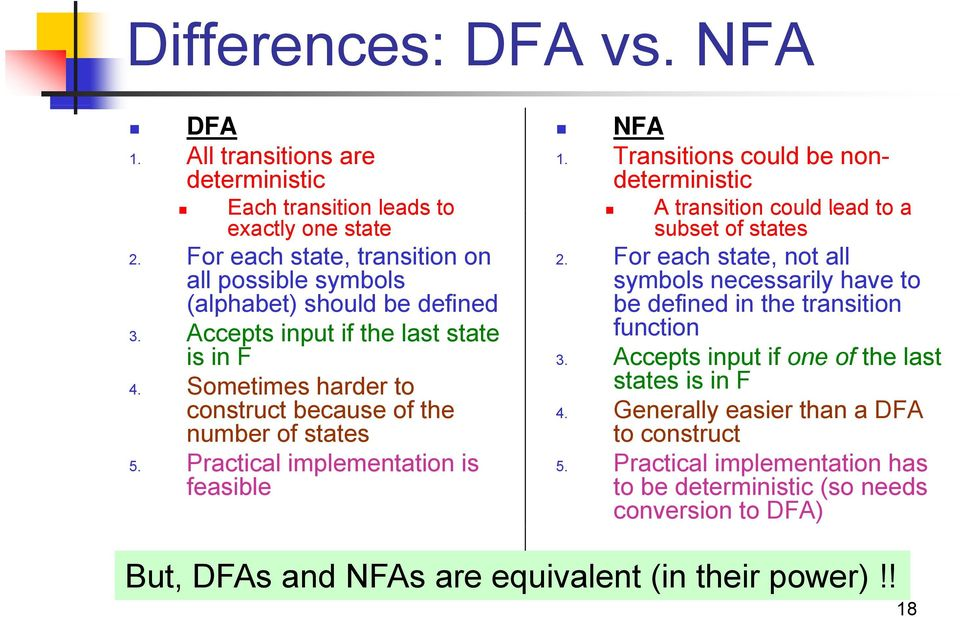 Differences: DFA vs. NFA
DFA
1. All transitions are
deterministic
Each transition leads to
exactly one state
2. For each state, transition on
all possible symbols
(alphabet) should be defined
3. Accepts input if the last state
is in F
4. Sometimes harder to
construct because of the
number of states
5. Practical implementation is
feasible
NFA
1. Transitions could be non-
deterministic
A transition could lead to a
subset of states
2. For each state, not all
symbols necessarily have to
be defined in the transition
function
3. Accepts input if one of the last
states is in F
4. Generally easier than a DFA
to construct
5. Practical implementation has
to be deterministic (so needs
conversion to DFA)
But, DFAs and NFAs are equivalent (in their power) !!
18